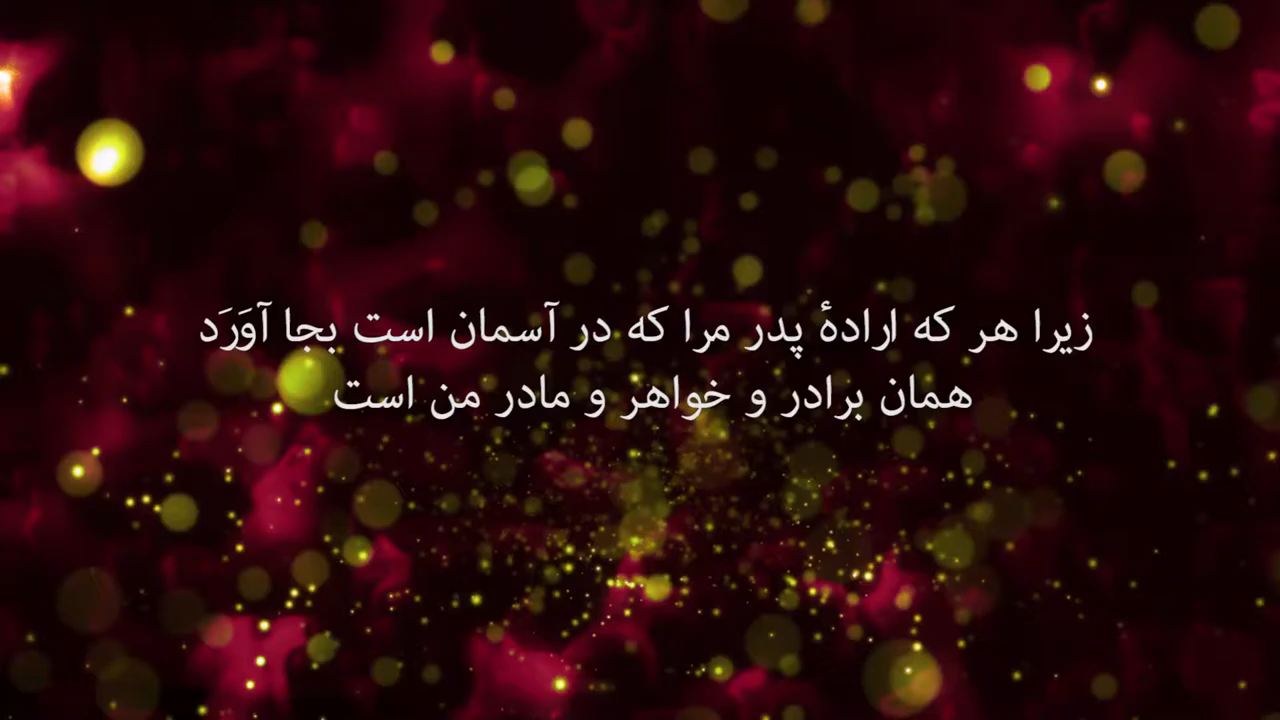 زیرا هر که ارادهٔ پدر مرا که در آسمان است بجا آوَرَد
همان برادر و خواهر و مادر من است